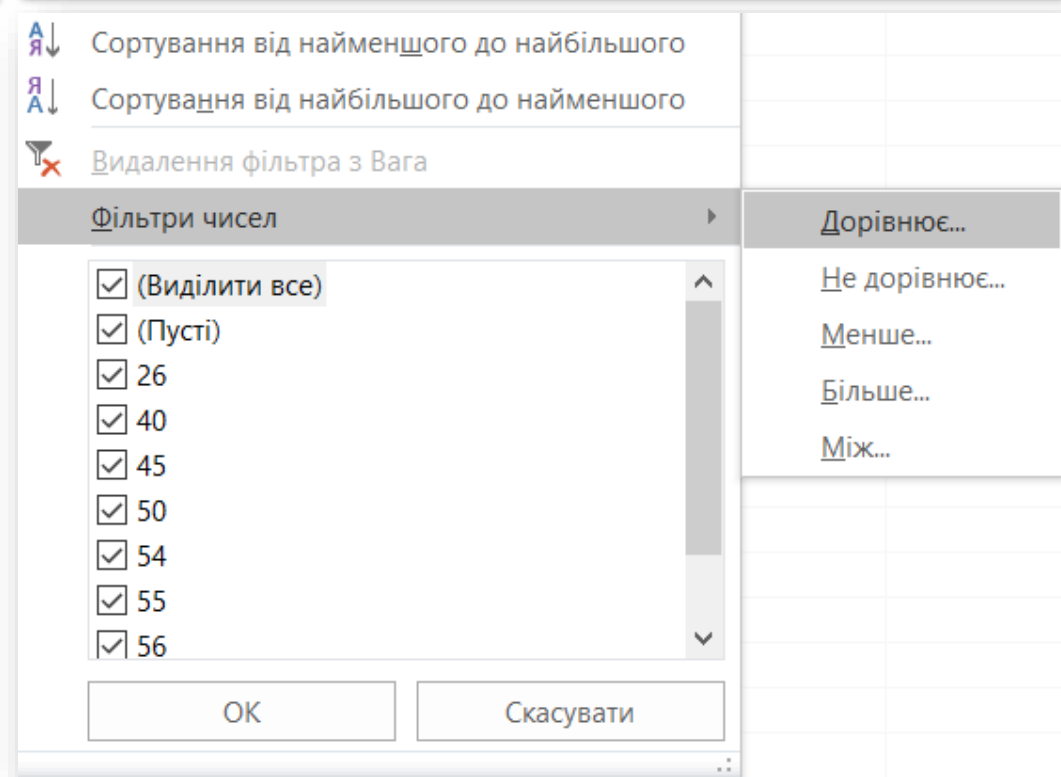 Сортування від найменшого до найбільшого
Сортування від найбільшого до найменшого
Видалення фільтра з Вага
Фільтри чисел
Дорівнює...
Не дорівнює...
Менше...
Більше...
Між...
(Виділити все)
(Пусті)
26
40
45
50
54
55
56
ОК
Скасувати